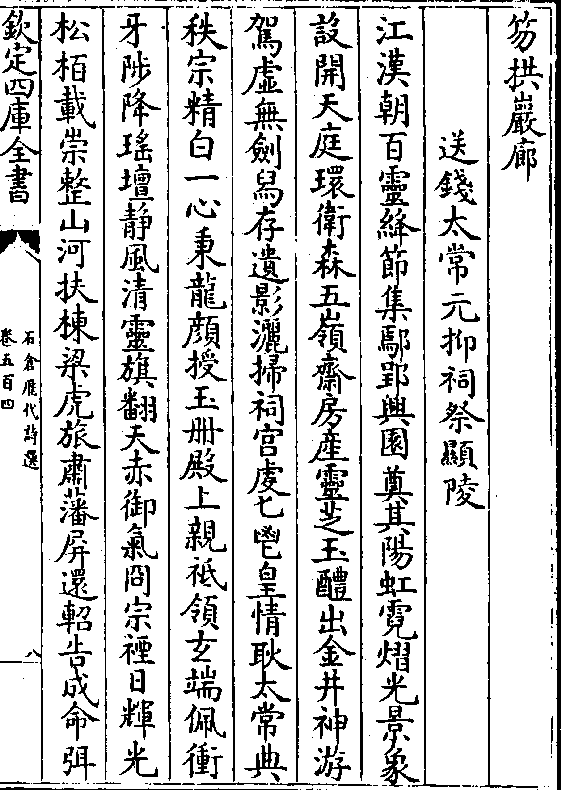 笏拱巖廊
送錢太常元抑祠祭顯陵
江漢朝百靈絳節集鄢郢興園奠其陽虹霓熠光景象
設開天庭環衛森五嶺齋房産靈芝玉醴出金井神游
駕虛無劍舄存遺影灑掃祠宫虔七鬯皇情耿太常典
秩宗精白一心秉龍顔授玉册殿上親祗領玄端佩衝
牙陟降瑤壇靜風清靈旗翻天赤御氣冏宗禋日輝光
松栢載崇整山河扶棟梁虎旅肅藩屏還軺告成命弭
欽定四庫全書
石倉歴代詩選
卷五百四
八